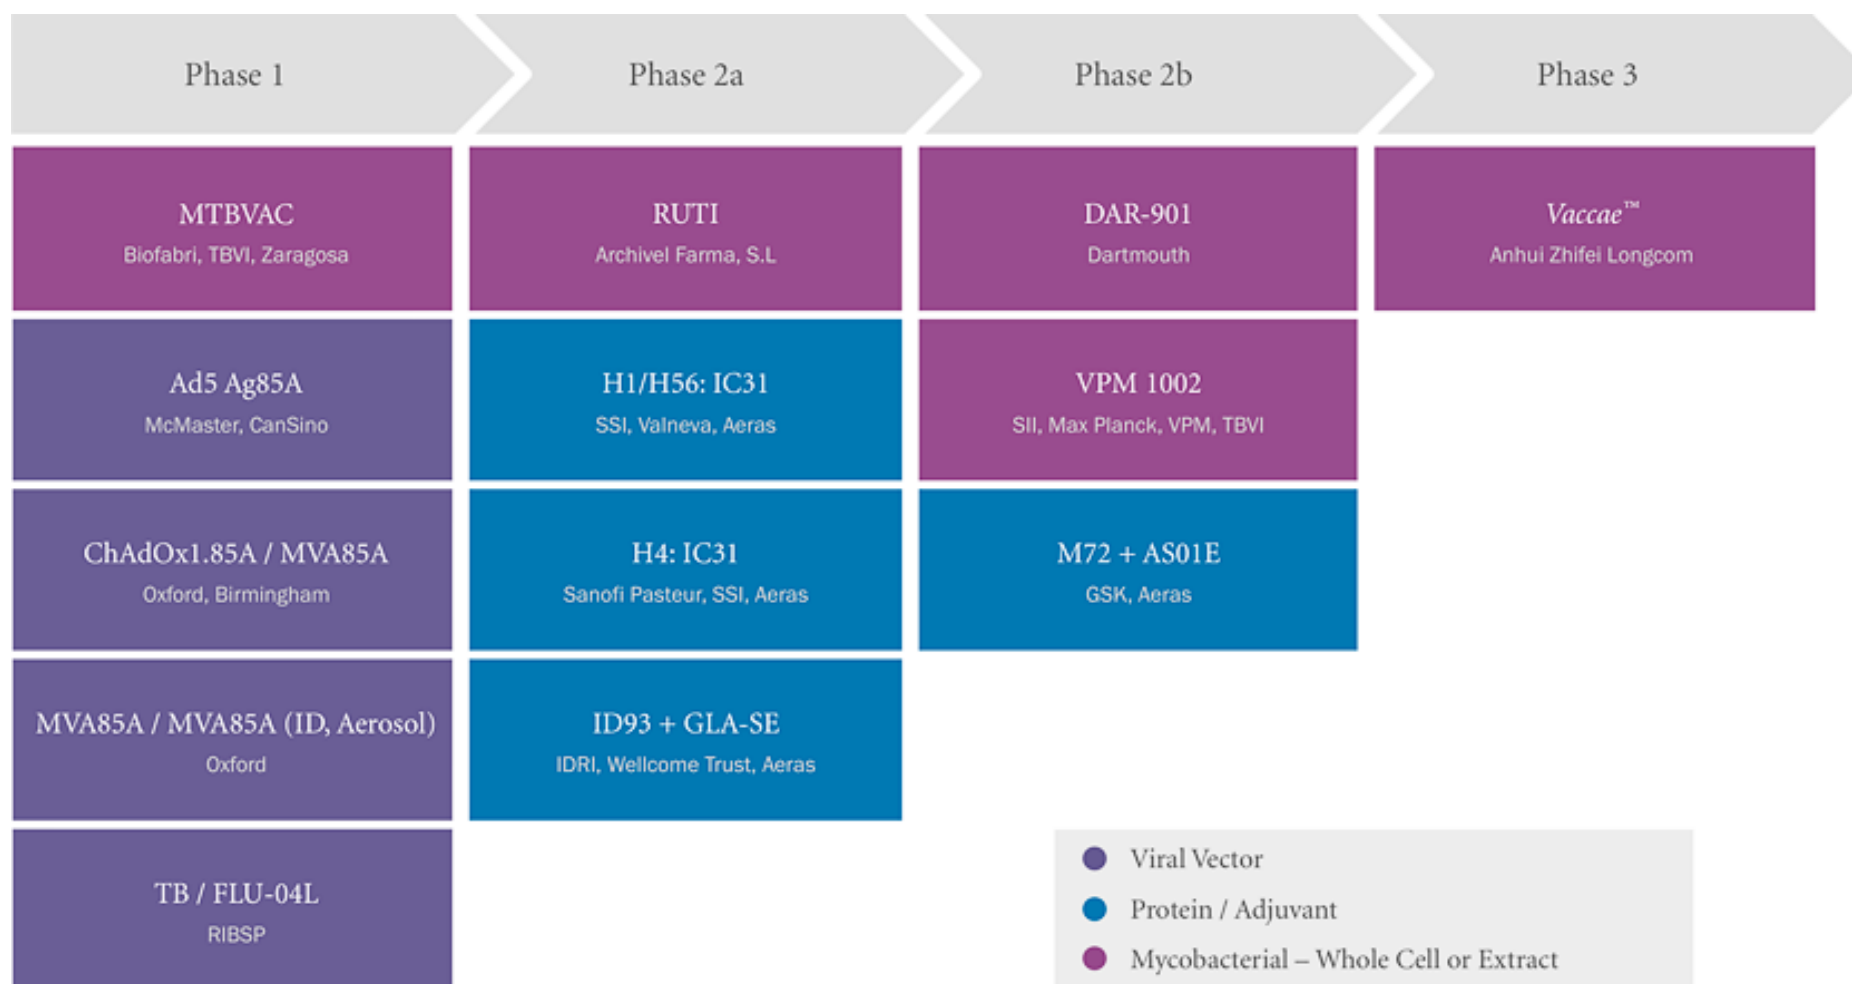 Phase 1
Phase 2a
Phase 2b
Phase 3
MTBVAC
Biofabri, TBVI, Zaragosa
RUTI
Archivel Farma, S.L
DAR-901
Dartmouth
Vaccae™
Anhui Zhifei Longcom
Ad5 Ag85A
McMaster, CanSino
H1/H56: IC31
SSI, Valneva, Aeras
VPM 1002
SII, Max Planck, VPM, TBVI
ChAdOx1.85A / MVA85A
Oxford, Birmingham
H4: IC31
Sanofi Pasteur, SSI, Aeras
M72 + AS01E
GSK, Aeras
MVA85A / MVA85A (ID, Aerosol)
Oxford
ID93 + GLA-SE
IDRI, Wellcome Trust, Aeras
TB / FLU-04L
RIBSP
Viral Vector
Protein / Adjuvant
Mycobacterial – Whole Cell or Extract